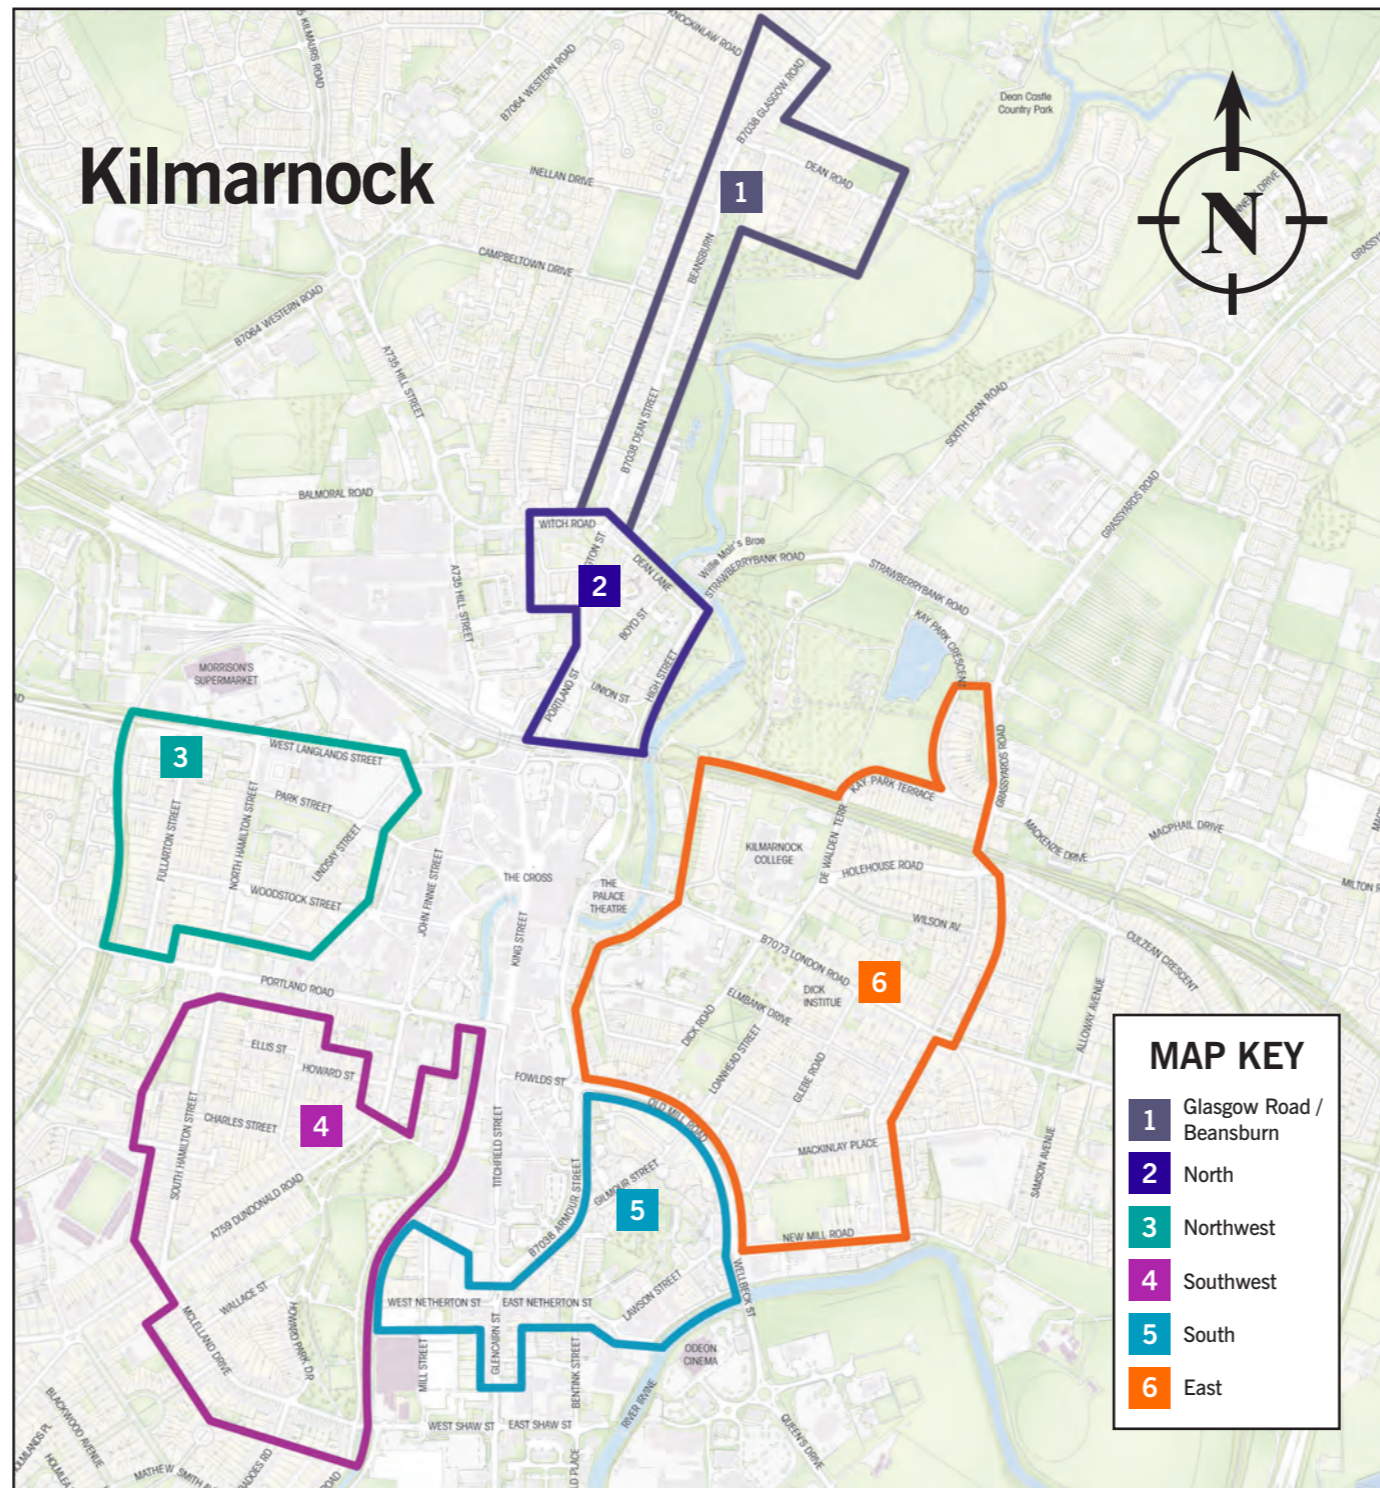 Kilmarnock
B7064 WESTERN ROAD
B7038 GLASGOW ROAD
Dean Castle
Country Park
INELLAN DRIVE
DEAN ROAD
1
N
CAMPBELTOWN DRIVE
BEANSBURN
B7064 WESTERN ROAD
A735 HILL STREET
B7038 DEAN STREET
SOUTH DEAN ROAD
BALMORAL ROAD
GRASSYARDS ROAD
WITCH ROAD
DEAN LANE
Willie Mair's Brae
STRAWBERRYBANK ROAD
STRAWBERRYBANK ROAD
A735 HILL STREET
2
BOYD ST
KAY PARK CRESCENT
MORRISON'S
SUPERMARKET
UNION ST
HIGH STREET
PORTLAND ST
3
WEST LANGLANDS STREET
GRASSYARDS ROAD
PARK STREET
KAY PARK TERRACE
FULLARTON STREET
NORTH HAMILTON STREET
LINDSAY STREET
MACKENZIE DRIVE
MACPHAIL DRIVE
KILMARNOCK
COLLEGE
DE WALDEN TERR
HOLEHOUSE ROAD
WOODSTOCK STREET
JOHN FINNIE STREET
THE CROSS
THE
PALACE
THEATRE
KING STREET
WILSON AV.
B7073 LONDON ROAD
CULZEAN CRESCENT
6
PORTLAND ROAD
DICK
INSTITUE
ELMBANK DRIVE
DICK ROAD
LOANHEAD STREET
GLEBE ROAD
ALLOWAY AVENUE
ELLIS ST
HOWARD ST
FOWLDS ST
OLD MILL ROAD
SOUTH HAMILTON STREET
CHARLES STREET
4
TITCHFIELD STREET
MACKINLAY PLACE
SAMSON AVENUE
A759 DUNDONALD ROAD
B7038 ARMOUR STREET
GILMOUR STREET
5
NEW MILL ROAD
WALLACE ST
WEST NETHERTON ST
EAST NETHERTON ST
LAWSON STREET
WELLBECK ST
MCLELLAND DRIVE
HOWARD PARK DR
MILL STREET
GLENCAIRN ST
BENTINK STREET
ODEON
CINEMA
RIVER IRVINE
BLACKWOOD AVENUE
WEST SHAW ST
EAST SHAW ST
QUEEN'S DRIVE
MAP KEY
1 Glasgow Road /
Beansburn
2 North
3 Northwest
4 Southwest
5 South
6 East